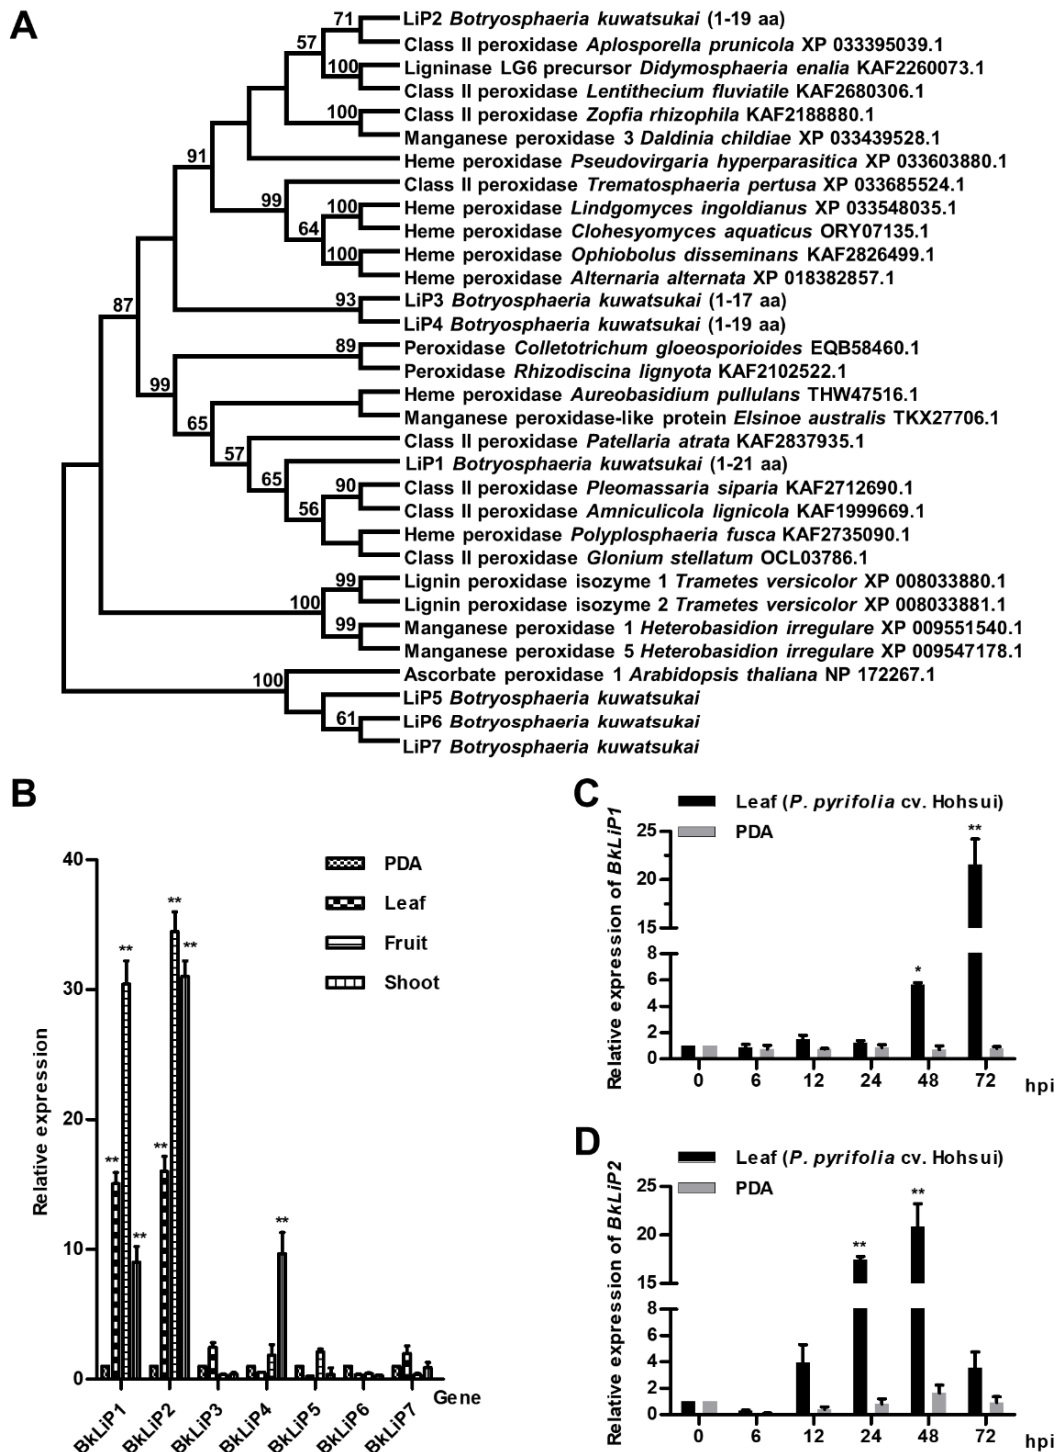 A
71
LiP2 Botryosphaeria kuwatsukai (1-19 aa)
57
Class II peroxidase Aplosporella prunicola XP 033395039.1
100
Ligninase LG6 precursor Didymosphaeria enalia KAF2260073.1
Class II peroxidase Lentithecium fluviatile KAF2680306.1
100
Class II peroxidase Zopfia rhizophila KAF2188880.1
Manganese peroxidase 3 Daldinia childiae XP 033439528.1
91
Heme peroxidase Pseudovirgaria hyperparasitica XP 033603880.1
99
Class II peroxidase Trematosphaeria pertusa XP 033685524.1
100
Heme peroxidase Lindgomyces ingoldianus XP 033548035.1
64
Heme peroxidase Clohesyomyces aquaticus ORY07135.1
100
Heme peroxidase Ophiobolus disseminans KAF2826499.1
Heme peroxidase Alternaria alternata XP 018382857.1
87
93
LiP3 Botryosphaeria kuwatsukai (1-17 aa)
LiP4 Botryosphaeria kuwatsukai (1-19 aa)
89
Peroxidase Colletotrichum gloeosporioides EQB58460.1
Peroxidase Rhizodiscina lignyota KAF2102522.1
99
Heme peroxidase Aureobasidium pullulans THW47516.1
65
Manganese peroxidase-like protein Elsinoe australis TKX27706.1
57
Class II peroxidase Patellaria atrata KAF2837935.1
65
LiP1 Botryosphaeria kuwatsukai (1-21 aa)
90
Class II peroxidase Pleomassaria siparia KAF2712690.1
56
Class II peroxidase Amniculicola lignicola KAF1999669.1
Heme peroxidase Polyplosphaeria fusca KAF2735090.1
Class II peroxidase Glonium stellatum OCL03786.1
99
Lignin peroxidase isozyme 1 Trametes versicolor XP 008033880.1
100
Lignin peroxidase isozyme 2 Trametes versicolor XP 008033881.1
99
Manganese peroxidase 1 Heterobasidion irregulare XP 009551540.1
Manganese peroxidase 5 Heterobasidion irregulare XP 009547178.1
100
Ascorbate peroxidase 1 Arabidopsis thaliana NP 172267.1
LiP5 Botryosphaeria kuwatsukai
61
LiP6 Botryosphaeria kuwatsukai
LiP7 Botryosphaeria kuwatsukai
B
Relative expression
40
30
20
10
0
PDA
Leaf
Fruit
Shoot
**
**
**
**
**
**
**
BkLiP1
BkLiP2
BkLiP3
BkLiP4
BkLiP5
BkLiP6
BkLiP7
Gene
C
Leaf (P. pyrifolia cv. Hohsui)
PDA
Relative expression of BkLiP1
25
20
15
8
6
4
2
0
*
**
0 6 12 24 48 72 hpi
D
Leaf (P. pyrifolia cv. Hohsui)
PDA
Relative expression of BkLiP2
25
20
15
8
6
4
2
0
**
**
0 6 12 24 48 72 hpi